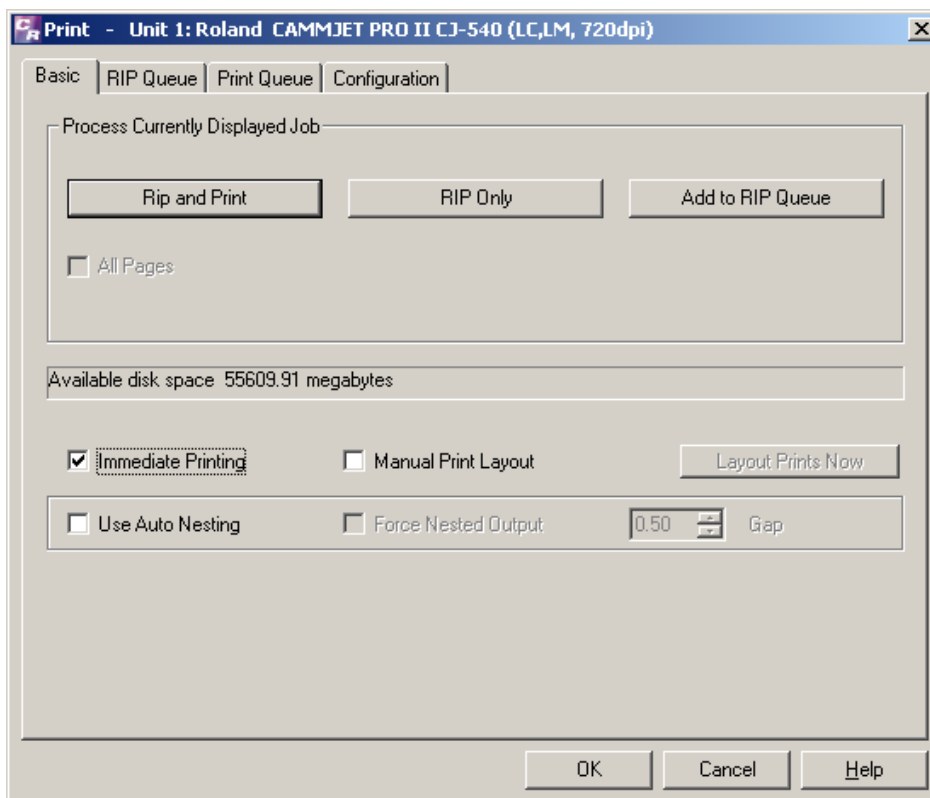 CR Print - Unit 1: Roland CAMMJET PRO II CJ-540 (LC,LM, 720dpi)
Basic RIP Queue Print Queue Configuration
Process Currently Displayed Job
Rip and Print RIP Only Add to RIP Queue
All Pages
Available disk space 55609.91 megabytes
Immediate Printing Manual Print Layout Layout Prints Now
Use Auto Nesting Force Nested Output 0.50 Gap
OK Cancel Help